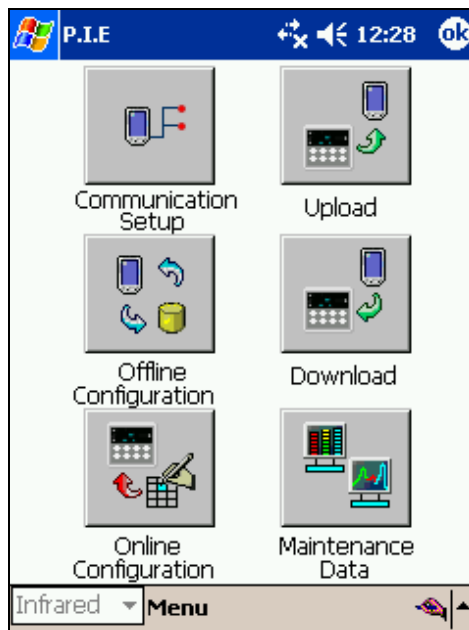 P.I.E
12:28
ok
Communication
Setup
Upload
Offline
Configuration
Download
Online
Configuration
Maintenance
Data
Infrared
Menu